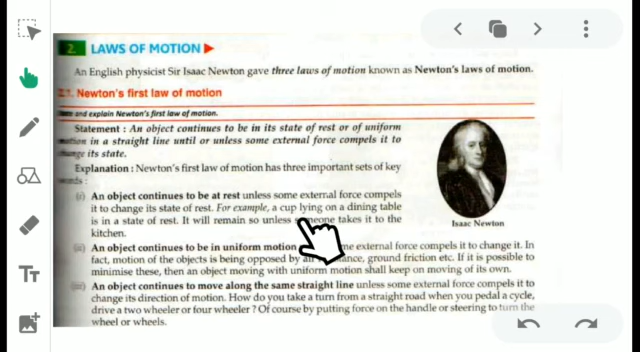 2. LAWS OF MOTION
An English physicist Sir Isaac Newton gave three laws of motion known as Newton's laws of motion.
2.1. Newton's first law of motion
and explain Newton's first law of motion.
Statement : An object continues to be in its state of rest or of uniform
motion in a straight line until or unless some external force compels it to
change its state.
Explanation : Newton's first law of motion has three important sets of key
words :
(i) An object continues to be at rest unless some external force compels
it to change its state of rest. For example, a cup lying on a dining table
is in a state of rest. It will remain so unless someone takes it to the
kitchen.
Isaac Newton
(ii) An object continues to be in uniform motion external force compels it to change it. In
fact, motion of the objects is being opposed by ground friction etc. If it is possible to
minimise these, then an object moving with uniform motion shall keep on moving of its own.
(iii) An object continues to move along the same straight line unless some external force compels it to
change its direction of motion. How do you take a turn from a straight road when you pedal a cycle,
drive a two wheeler or four wheeler ? Of course by putting force on the handle or steering to turn the
wheel or wheels.
Tт